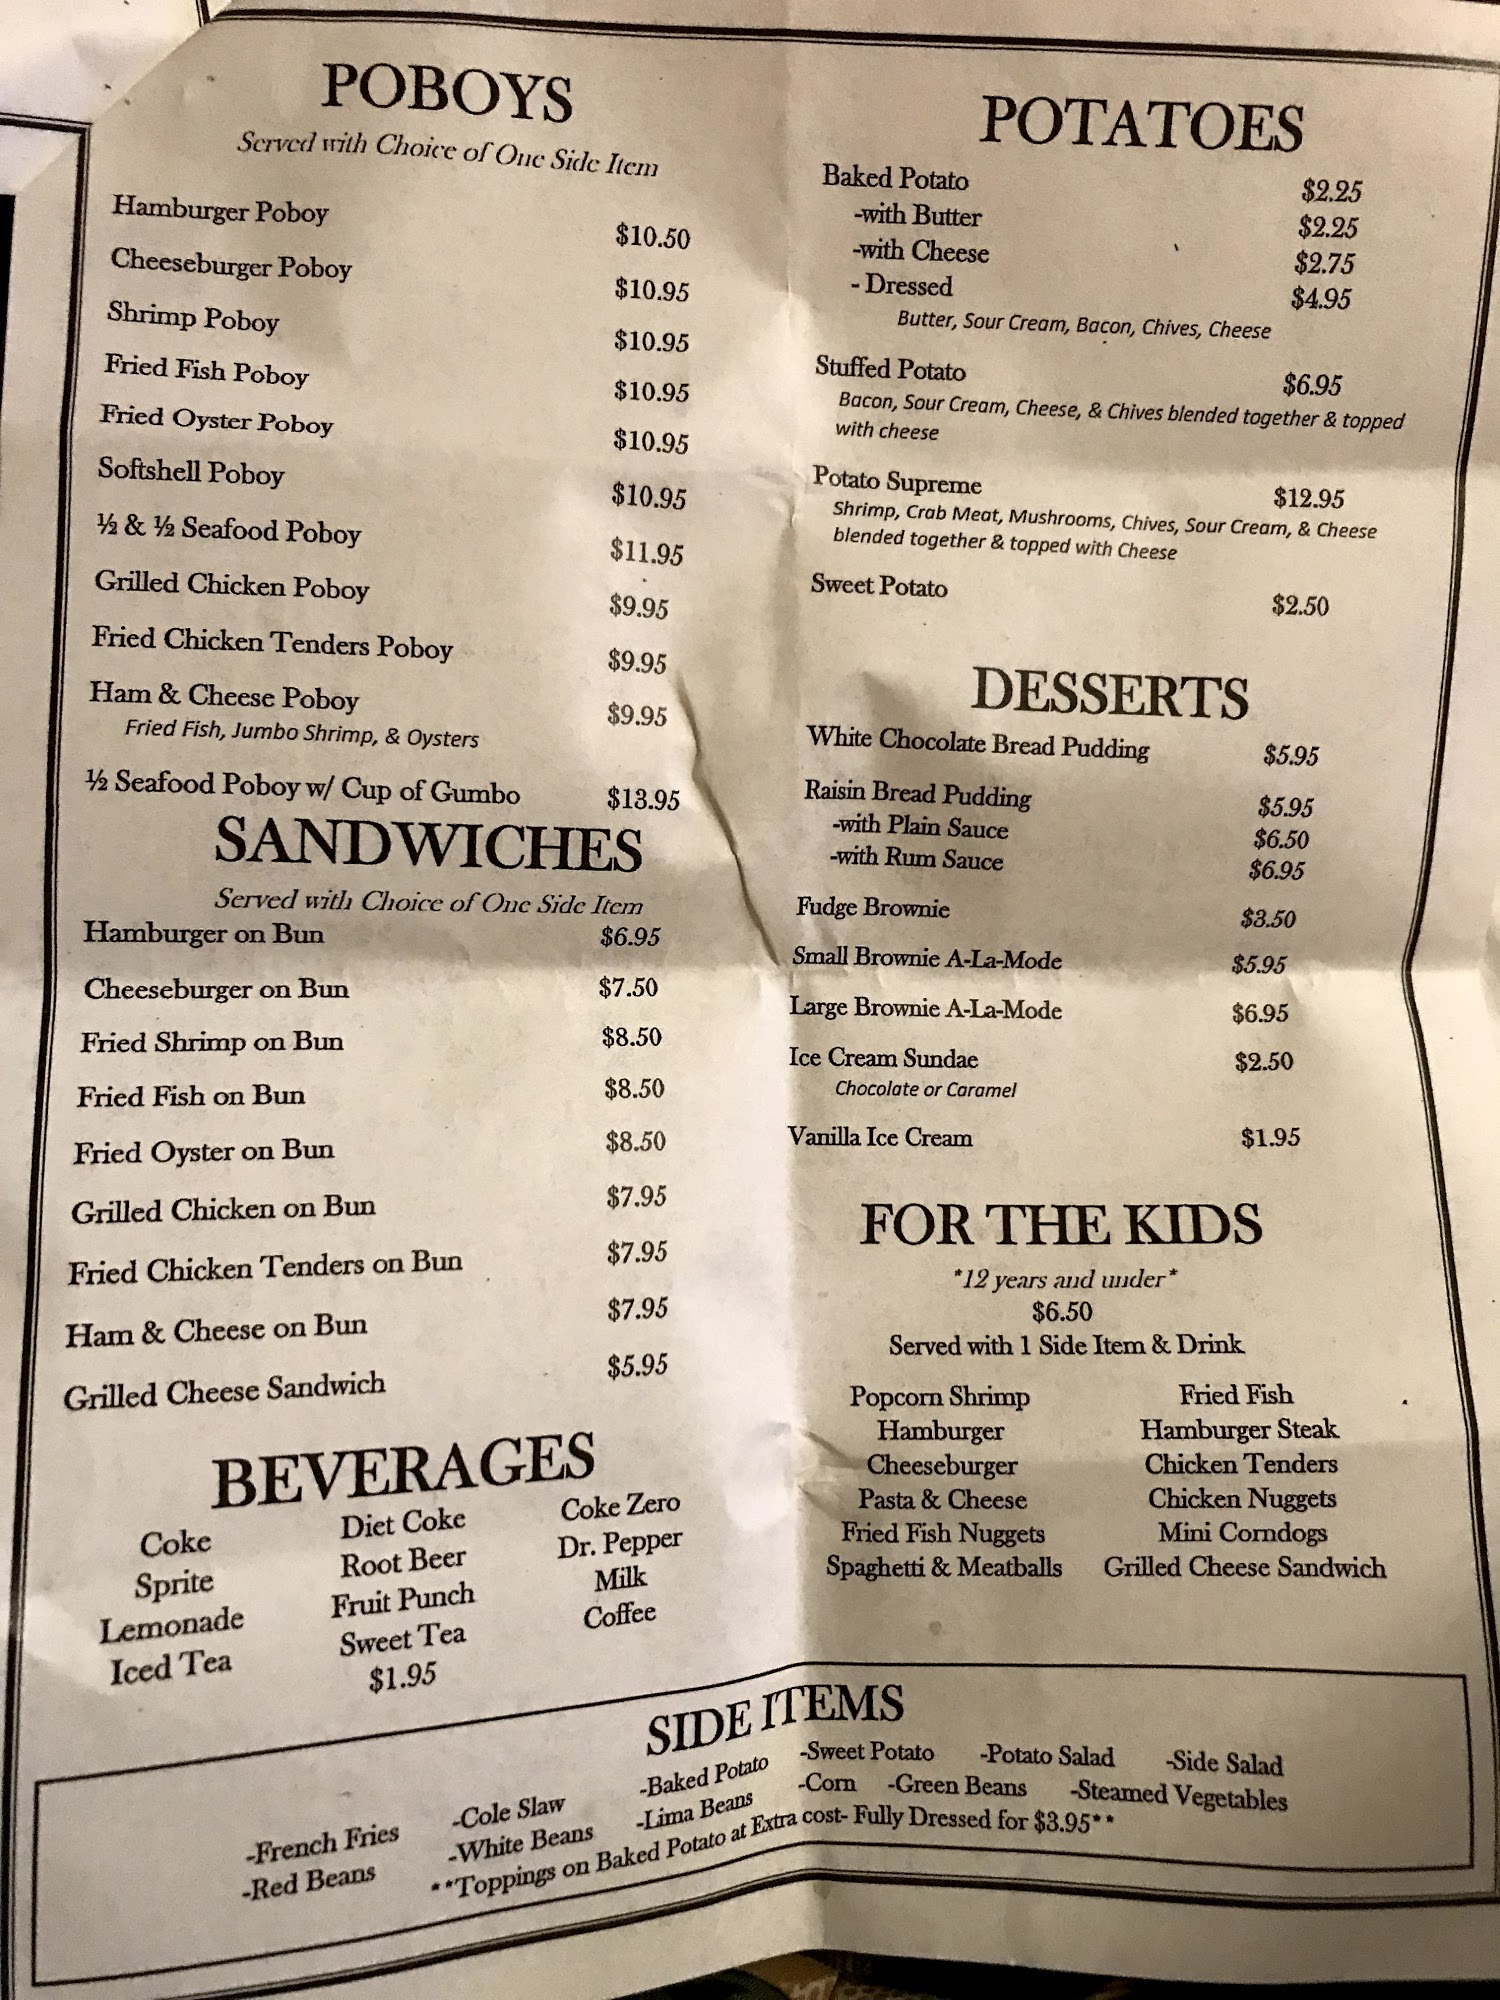 POBOYS
Served with Choice of One Side Item
Hamburger Poboy $10.50
Cheeseburger Poboy $10.95
Shrimp Poboy $10.95
Fried Fish Poboy $10.95
Fried Oyster Poboy $10.95
Softshell Poboy $10.95
½ & ½ Seafood Poboy $11.95
Grilled Chicken Poboy $9.95
Fried Chicken Tenders Poboy $9.95
Ham & Cheese Poboy $9.95
Fried Fish, Jumbo Shrimp, & Oysters
½ Seafood Poboy w/ Cup of Gumbo $13.95
SANDWICHES
Served with Choice of One Side Item
Hamburger on Bun $6.95
Cheeseburger on Bun $7.50
Fried Shrimp on Bun $8.50
Fried Fish on Bun $8.50
Fried Oyster on Bun $8.50
Grilled Chicken on Bun $7.95
Fried Chicken Tenders on Bun $7.95
Ham & Cheese on Bun $7.95
Grilled Cheese Sandwich $5.95
BEVERAGES
Coke Diet Coke Coke Zero
Sprite Root Beer Dr. Pepper
Lemonade Fruit Punch Milk
Iced Tea Sweet Tea Coffee
$1.95
POTATOES
Baked Potato $2.25
-with Butter $2.25
-with Cheese $2.75
- Dressed $4.95
Butter, Sour Cream, Bacon, Chives, Cheese
Stuffed Potato $6.95
Bacon, Sour Cream, Cheese, & Chives blended together & topped
with cheese
Potato Supreme $12.95
Shrimp, Crab Meat, Mushrooms, Chives, Sour Cream, & Cheese
blended together & topped with Cheese
Sweet Potato $2.50
DESSERTS
White Chocolate Bread Pudding $5.95
Raisin Bread Pudding $5.95
-with Plain Sauce $6.50
-with Rum Sauce $6.95
Fudge Brownie $3.50
Small Brownie A-La-Mode $5.95
Large Brownie A-La-Mode $6.95
Ice Cream Sundae $2.50
Chocolate or Caramel
Vanilla Ice Cream $1.95
FOR THE KIDS
*12 years and under*
$6.50
Served with 1 Side Item & Drink
Popcorn Shrimp Fried Fish
Hamburger Hamburger Steak
Cheeseburger Chicken Tenders
Pasta & Cheese Chicken Nuggets
Fried Fish Nuggets Mini Corndogs
Spaghetti & Meatballs Grilled Cheese Sandwich
SIDE ITEMS
-French Fries -Cole Slaw -Baked Potato -Sweet Potato -Potato Salad -Side Salad
-Red Beans -White Beans -Lima Beans -Corn -Green Beans -Steamed Vegetables
**Toppings on Baked Potato at Extra cost- Fully Dressed for $3.95**